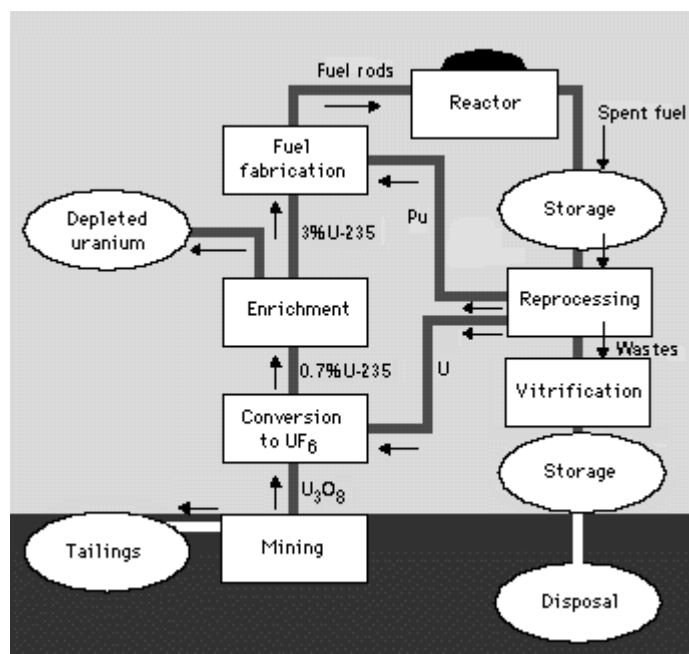 Fuel rods
Reactor
Spent fuel
Fuel
fabrication
Storage
Depleted
uranium
Pu
3%U-235
Enrichment
Reprocessing
0.7%U-235
U
Wastes
Vitrification
Conversion
to UF₆
Storage
U₃O₈
Tailings
Mining
Disposal